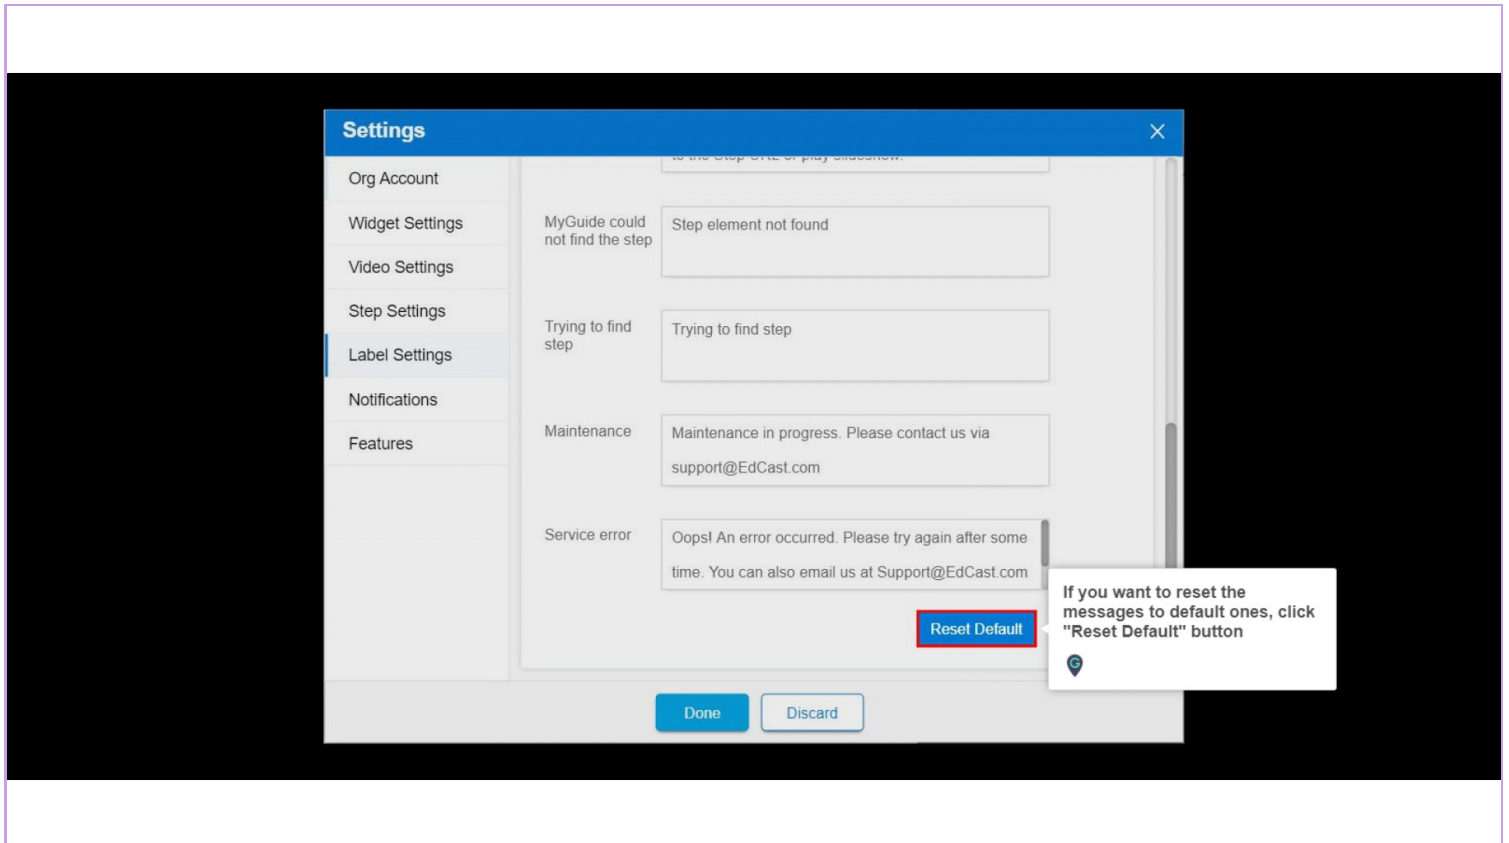 Settings
Org Account
Widget Settings
Video Settings
Step Settings
Label Settings
Notifications
Features
MyGuide could
not find the step
Step element not found
Trying to find
step
Trying to find step
Maintenance
Maintenance in progress. Please contact us via
support@EdCast.com
Service error
Oops! An error occurred. Please try again after some
time. You can also email us at Support@EdCast.com
Reset Default
If you want to reset the
messages to default ones, click
"Reset Default" button
G
Done
Discard